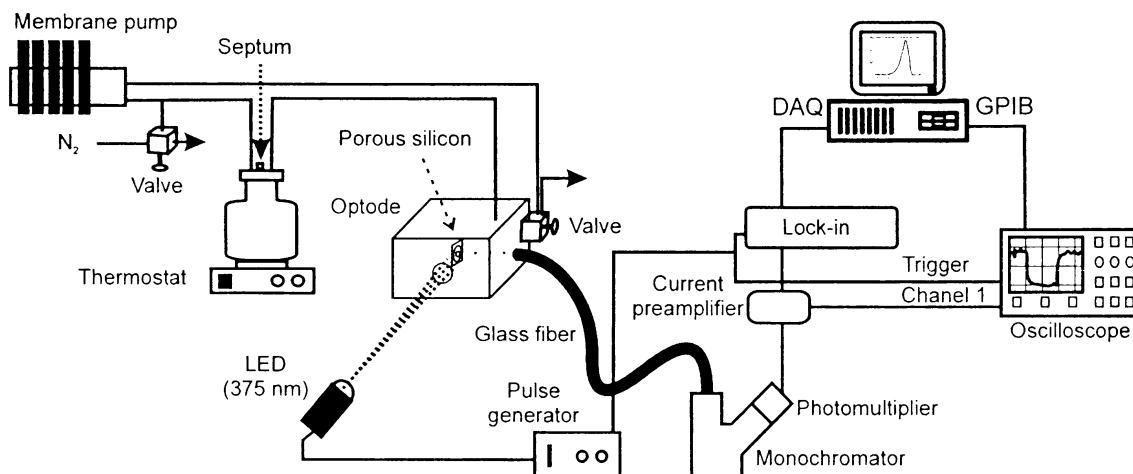 Membrane pump
Septum
N2
Valve
Porous silicon
Optode
Valve
Thermostat
DAQ
GPIB
Lock-in
Trigger
Chanel 1
Current
preamplifier
Oscilloscope
Glass fiber
LED
(375 nm)
Pulse
generator
Photomultiplier
Monochromator